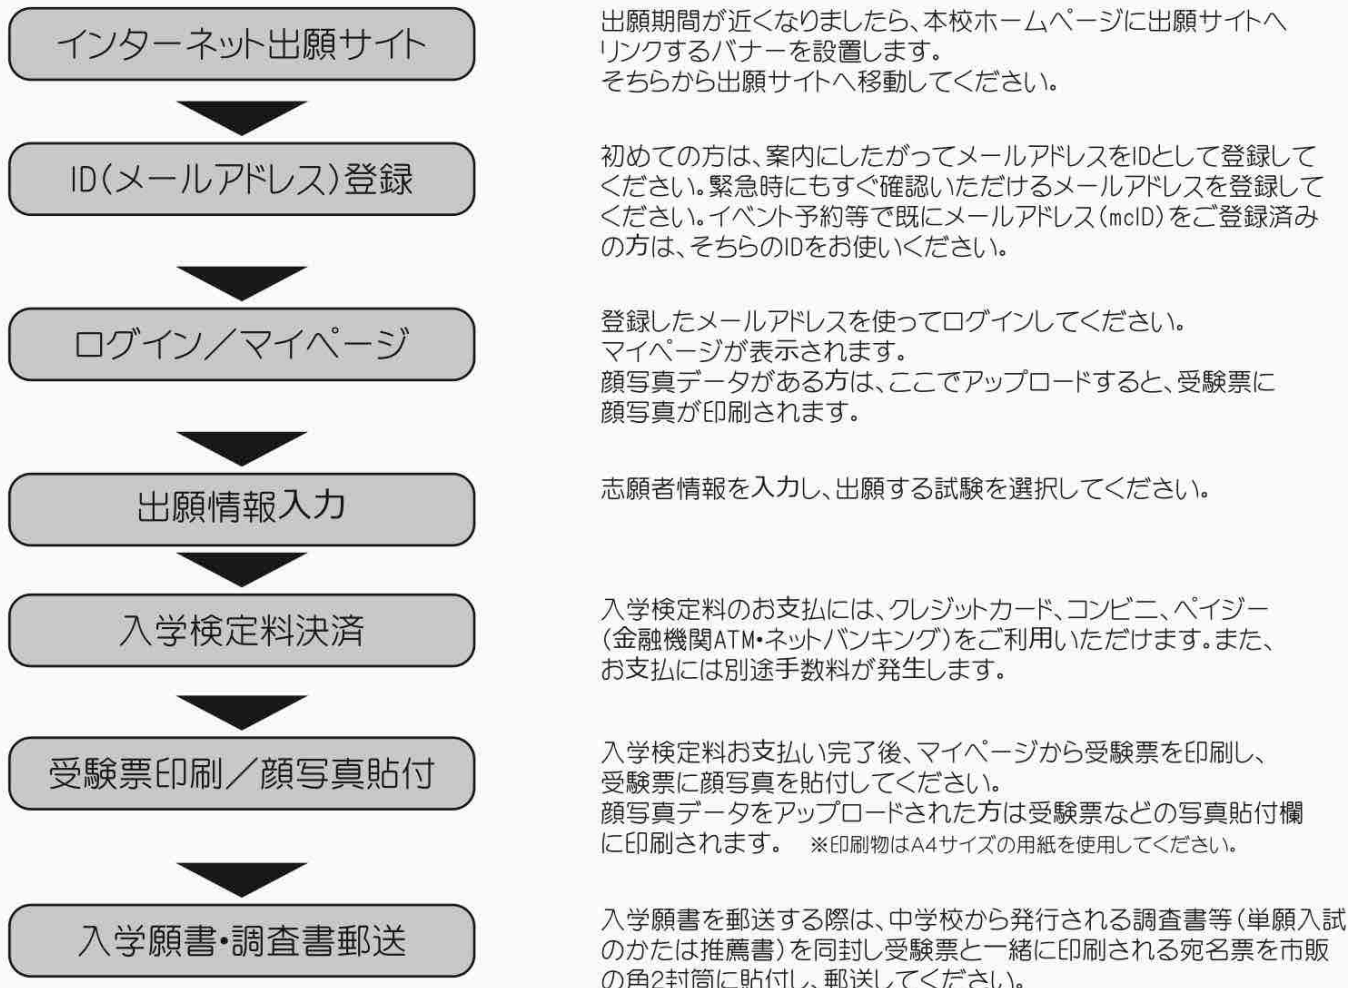 インターネット出願サイト
出願期間が近くなりましたら、本校ホームページに出願サイトへ
リンクするバナーを設置します。
そちらから出願サイトへ移動してください。
ID(メールアドレス)登録
初めての方は、案内にしたがってメールアドレスをIDとして登録して
ください。緊急時にもすぐ確認いただけるメールアドレスを登録して
ください。イベント予約等で既にメールアドレス(mcID)をご登録済み
の方は、そちらのIDをお使いください。
ログイン/マイページ
登録したメールアドレスを使ってログインしてください。
マイページが表示されます。
顔写真データがある方は、ここでアップロードすると、受験票に
顔写真が印刷されます。
出願情報入力
志願者情報を入力し、出願する試験を選択してください。
入学検定料決済
入学検定料のお支払には、クレジットカード、コンビニ、ペイジー
(金融機関ATM・ネットバンキング)をご利用いただけます。また、
お支払には別途手数料が発生します。
受験票印刷/顔写真貼付
入学検定料お支払い完了後、マイページから受験票を印刷し、
受験票に顔写真を貼付してください。
顔写真データをアップロードされた方は受験票などの写真貼付欄
に印刷されます。 ※印刷物はA4サイズの用紙を使用してください。
入学願書・調査書郵送
入学願書を郵送する際は、中学校から発行される調査書等(単願入試
のかたは推薦書)を同封し受験票と一緒に印刷される宛名票を市販
の角2封筒に貼付し、郵送してください。